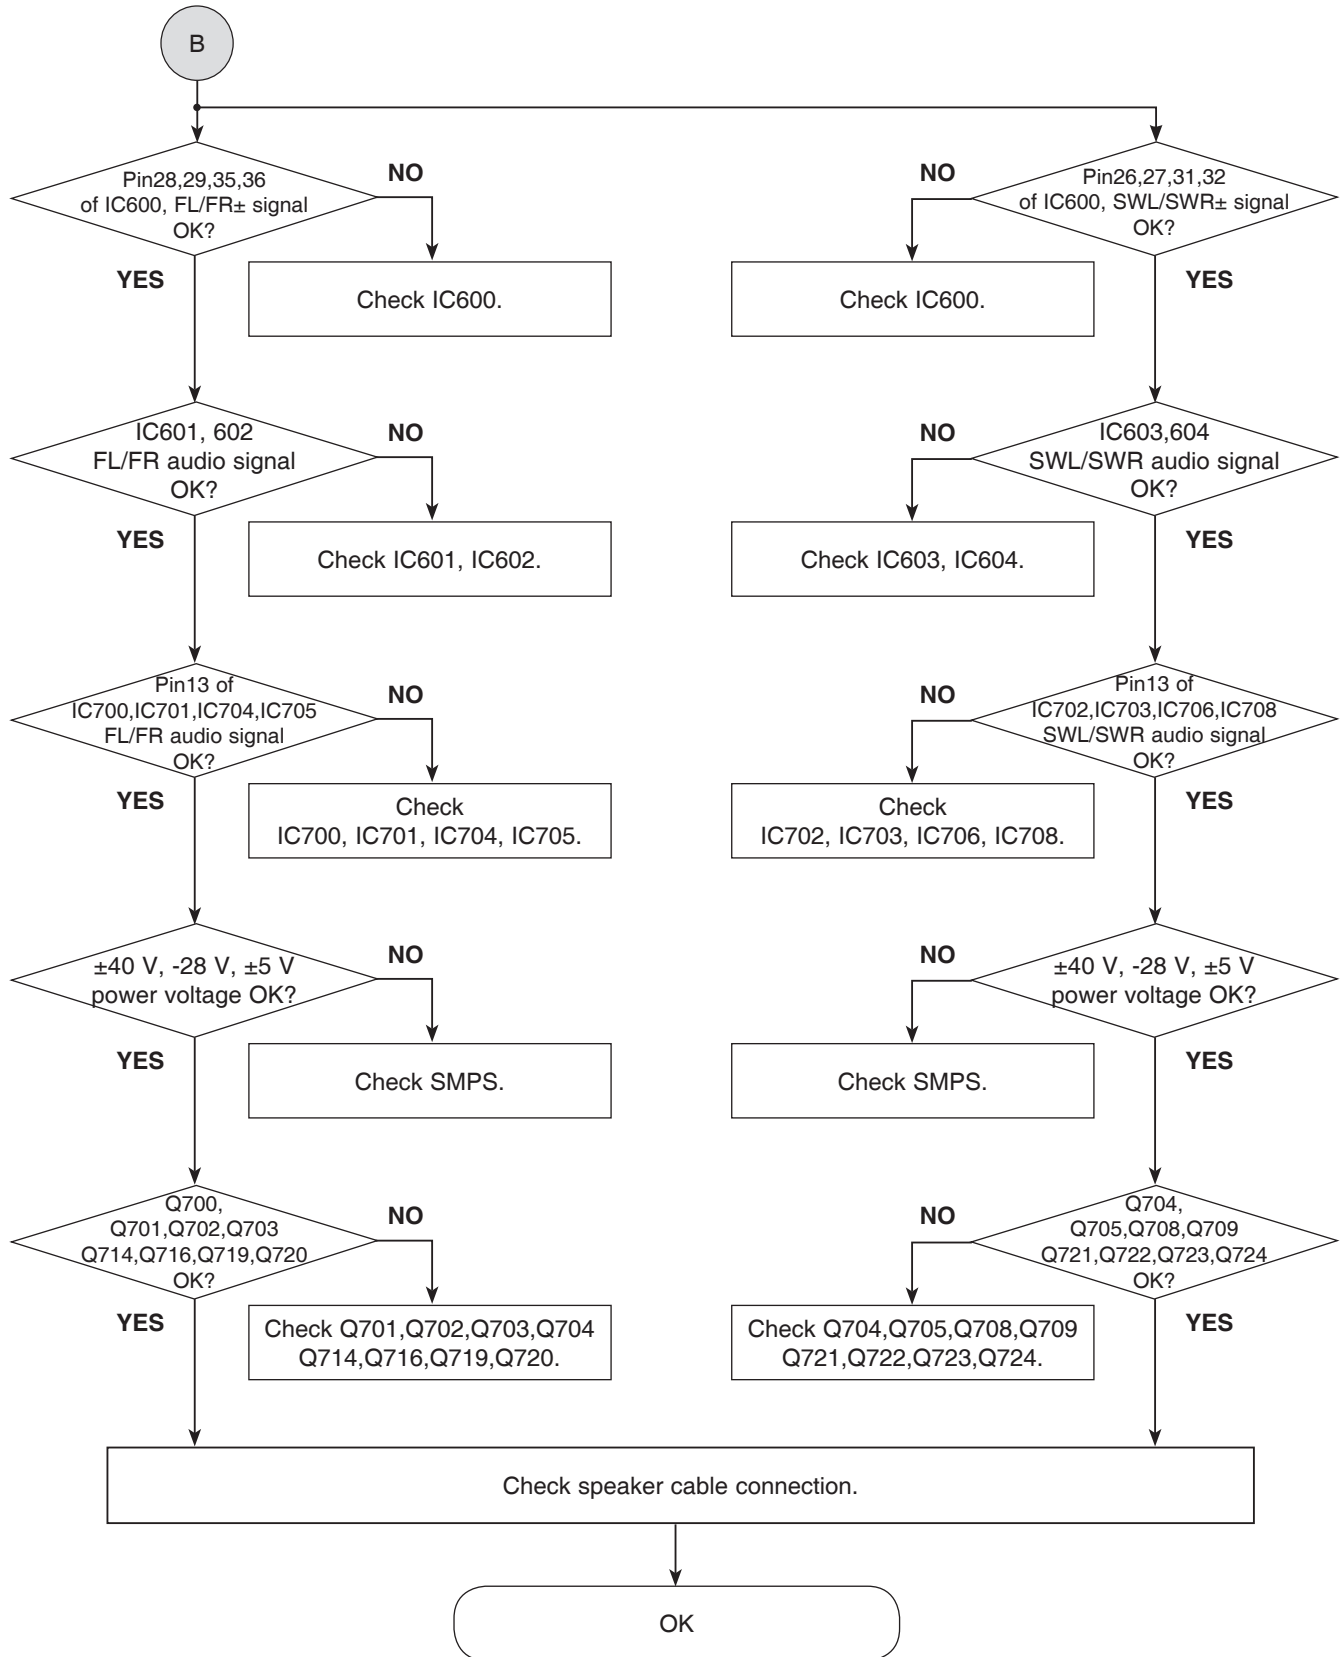 B
Pin28,29,35,36
of IC600, FL/FR± signal
OK?
NO
YES
Check IC600.
IC601, 602
FL/FR audio signal
OK?
NO
YES
Check IC601, IC602.
Pin13 of
IC700,IC701,IC704,IC705
FL/FR audio signal
OK?
NO
YES
Check
IC700, IC701, IC704, IC705.
±40 V, -28 V, ±5 V
power voltage OK?
NO
YES
Check SMPS.
Q700,
Q701,Q702,Q703
Q714,Q716,Q719,Q720
OK?
NO
YES
Check Q701,Q702,Q703,Q704
Q714,Q716,Q719,Q720.
Pin26,27,31,32
of IC600, SWL/SWR± signal
OK?
NO
YES
Check IC600.
IC603,604
SWL/SWR audio signal
OK?
NO
YES
Check IC603, IC604.
Pin13 of
IC702,IC703,IC706,IC708
SWL/SWR audio signal
OK?
NO
YES
Check
IC702, IC703, IC706, IC708.
±40 V, -28 V, ±5 V
power voltage OK?
NO
YES
Check SMPS.
Q704,
Q705,Q708,Q709
Q721,Q722,Q723,Q724
OK?
NO
YES
Check Q704,Q705,Q708,Q709
Q721,Q722,Q723,Q724.
Check speaker cable connection.
OK